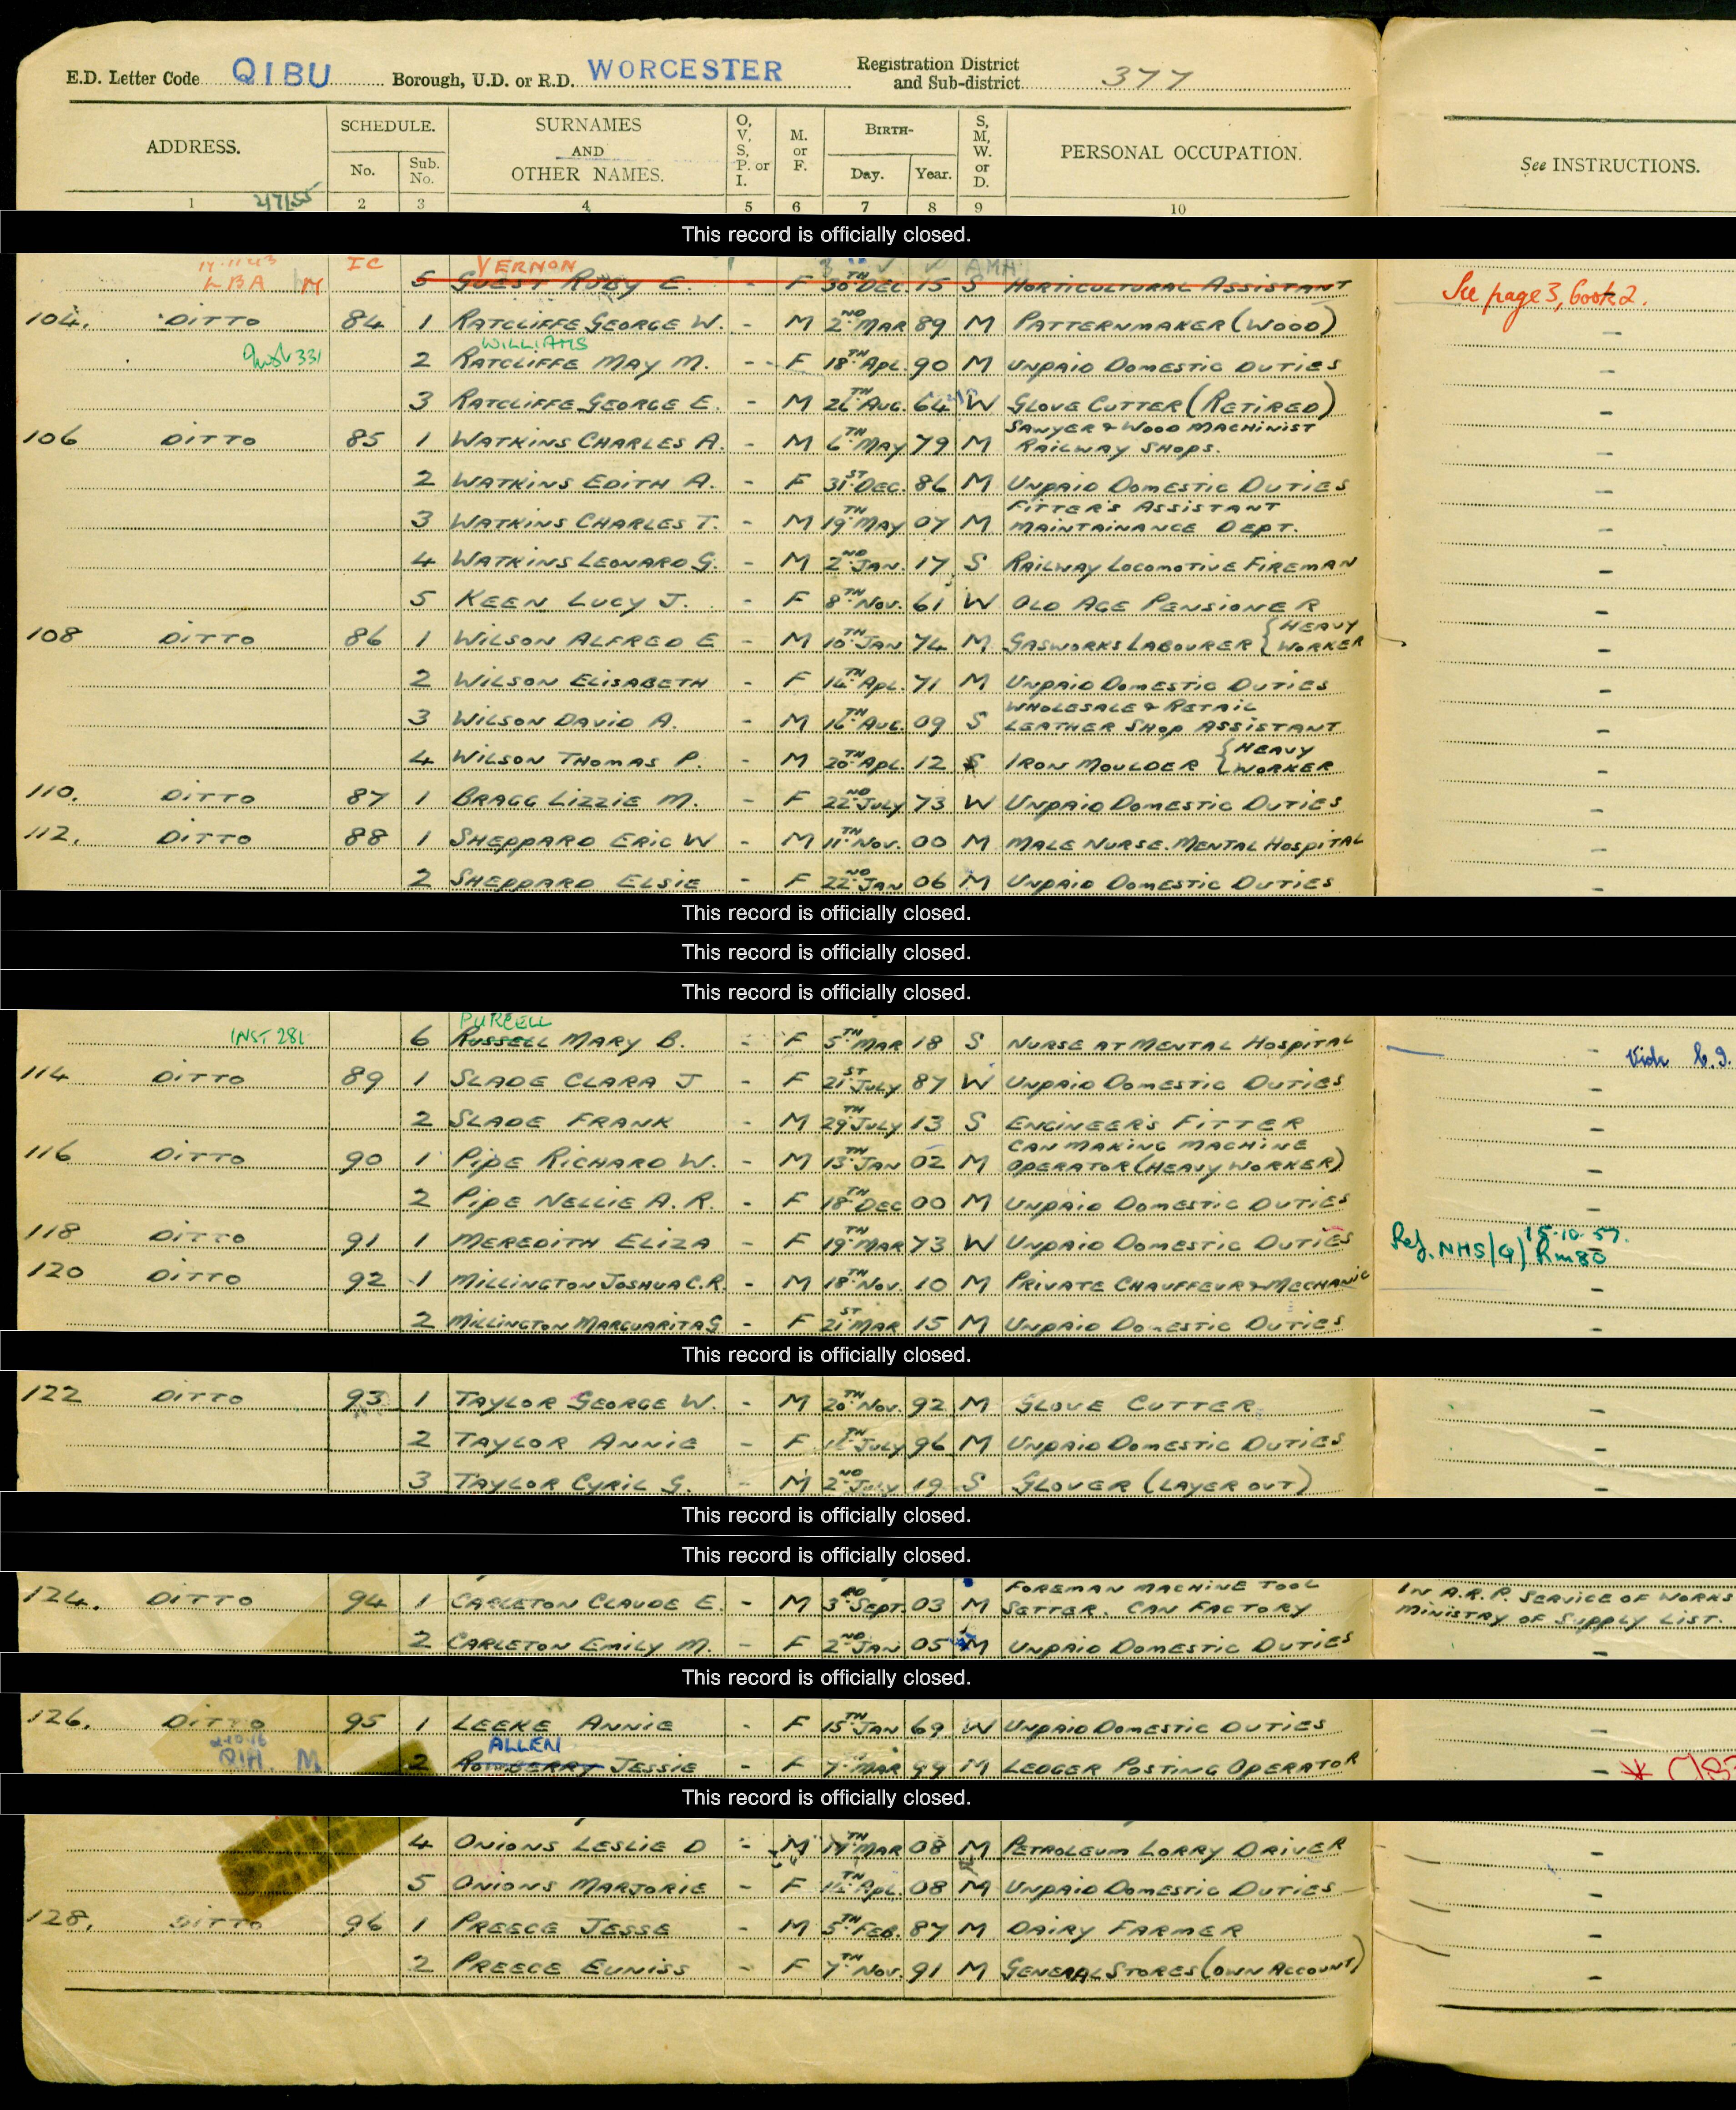 E.D. Letter Code QIBU Borough, U.D. or R.D. WORCESTER Registration District and Sub-district 377
ADDRESS. SCHEDULE. No. Sub. No. SURNAMES AND OTHER NAMES. O, V, S, P. or I. M. or F. BIRTH- Day. Year. S, M, W. or D. PERSONAL OCCUPATION. See INSTRUCTIONS.
1 2 3 4 5 6 7 8 9 10
This record is officially closed.
LBA M IC VERNON
5 GUEST RUBY E. - F 30TH DEC. 15 S HORTICULTURAL ASSISTANT See page 3, book 2.
104. DITTO 84 1 RATCLIFFE GEORGE W. - M 2ND MAR 89 M PATTERNMAKER (WOOD) -
WILLIAMS
331 2 RATCLIFFE MAY M. - F 18TH APL. 90 M UNPAID DOMESTIC DUTIES -
3 RATCLIFFE GEORGE E. - M 26TH AUG. 64 W GLOVE CUTTER (RETIRED) -
106 DITTO 85 1 WATKINS CHARLES A. - M 6TH MAY 79 M SAWYER & WOOD MACHINIST RAILWAY SHOPS. -
2 WATKINS EDITH A. - F 31ST DEC. 86 M UNPAID DOMESTIC DUTIES -
3 WATKINS CHARLES T. - M 19TH MAY 07 M FITTER'S ASSISTANT MAINTAINANCE DEPT. -
4 WATKINS LEONARD G. - M 2ND JAN. 17 S RAILWAY LOCOMOTIVE FIREMAN -
5 KEEN LUCY J. - F 8TH NOV. 61 W OLD AGE PENSIONER -
108 DITTO 86 1 WILSON ALFRED E - M 10TH JAN 74 M GASWORKS LABOURER {HEAVY WORKER -
2 WILSON ELISABETH - F 14TH APL. 71 M UNPAID DOMESTIC DUTIES -
3 WILSON DAVID A. - M 16TH AUG. 09 S WHOLESALE & RETAIL LEATHER SHOP ASSISTANT -
4 WILSON THOMAS P. - M 20TH APL. 12 S IRON MOULDER {HEAVY WORKER -
110. DITTO 87 1 BRAGG LIZZIE M. - F 22ND JULY 73 W UNPAID DOMESTIC DUTIES -
112. DITTO 88 1 SHEPPARD ERIC W - M 11TH NOV. 00 M MALE NURSE. MENTAL HOSPITAL -
2 SHEPPARD ELSIE - F 22ND JAN 06 M UNPAID DOMESTIC DUTIES -
This record is officially closed.
This record is officially closed.
This record is officially closed.
PURCELL
INST 281 6 RUSSELL MARY B. - F 5TH MAR 18 S NURSE AT MENTAL HOSPITAL -
114 DITTO 89 1 SLADE CLARA J - F 21ST JULY 87 W UNPAID DOMESTIC DUTIES -
2 SLADE FRANK - M 29TH JULY 13 S ENGINEER'S FITTER -
116 DITTO 90 1 PIPE RICHARD W. - M 13TH JAN 02 M CAN MAKING MACHINE OPERATOR (HEAVY WORKER) -
2 PIPE NELLIE A. R. - F 18TH DEC 00 M UNPAID DOMESTIC DUTIES -
118 DITTO 91 1 MEREDITH ELIZA - F 19TH MAR 73 W UNPAID DOMESTIC DUTIES Ref. NHS/(Q) 15.10.57. Rm 80
120 DITTO 92 1 MILLINGTON JOSHUA C.R. - M 18TH NOV. 10 M PRIVATE CHAUFFEUR & MECHANIC -
2 MILLINGTON MARGUARITA G - F 21ST MAR 15 M UNPAID DOMESTIC DUTIES -
This record is officially closed.
122 DITTO 93 1 TAYLOR GEORGE W. - M 20TH NOV. 92 M GLOVE CUTTER -
2 TAYLOR ANNIE - F 16TH JULY 96 M UNPAID DOMESTIC DUTIES -
3 TAYLOR CYRIL G. - M 2ND JULY 19 S GLOVER (LAYER OUT) -
This record is officially closed.
This record is officially closed.
124. DITTO 94 1 CARLETON CLAUDE E. - M 3RD SEPT. 03 M FOREMAN MACHINE TOOL SETTER. CAN FACTORY IN A.R.P. SERVICE OF WORKS MINISTRY OF SUPPLY LIST.
2 CARLETON EMILY M. - F 2ND JAN 05 M UNPAID DOMESTIC DUTIES -
This record is officially closed.
126. DITTO 95 1 LEEKE ANNIE - F 15TH JAN 69 W UNPAID DOMESTIC DUTIES -
ALLEN
QIH. M 2 ROWBERRY JESSIE - F 7TH MAR 99 M LEDGER POSTING OPERATOR -
This record is officially closed.
4 ONIONS LESLIE D - M 17TH MAR 08 M PETROLEUM LORRY DRIVER -
5 ONIONS MARJORIE - F 14TH APL. 08 M UNPAID DOMESTIC DUTIES -
128. DITTO 96 1 PREECE JESSE - M 5TH FEB. 87 M DAIRY FARMER -
2 PREECE EUNISS - F 7TH NOV. 91 M GENERAL STORES (OWN ACCOUNT) -